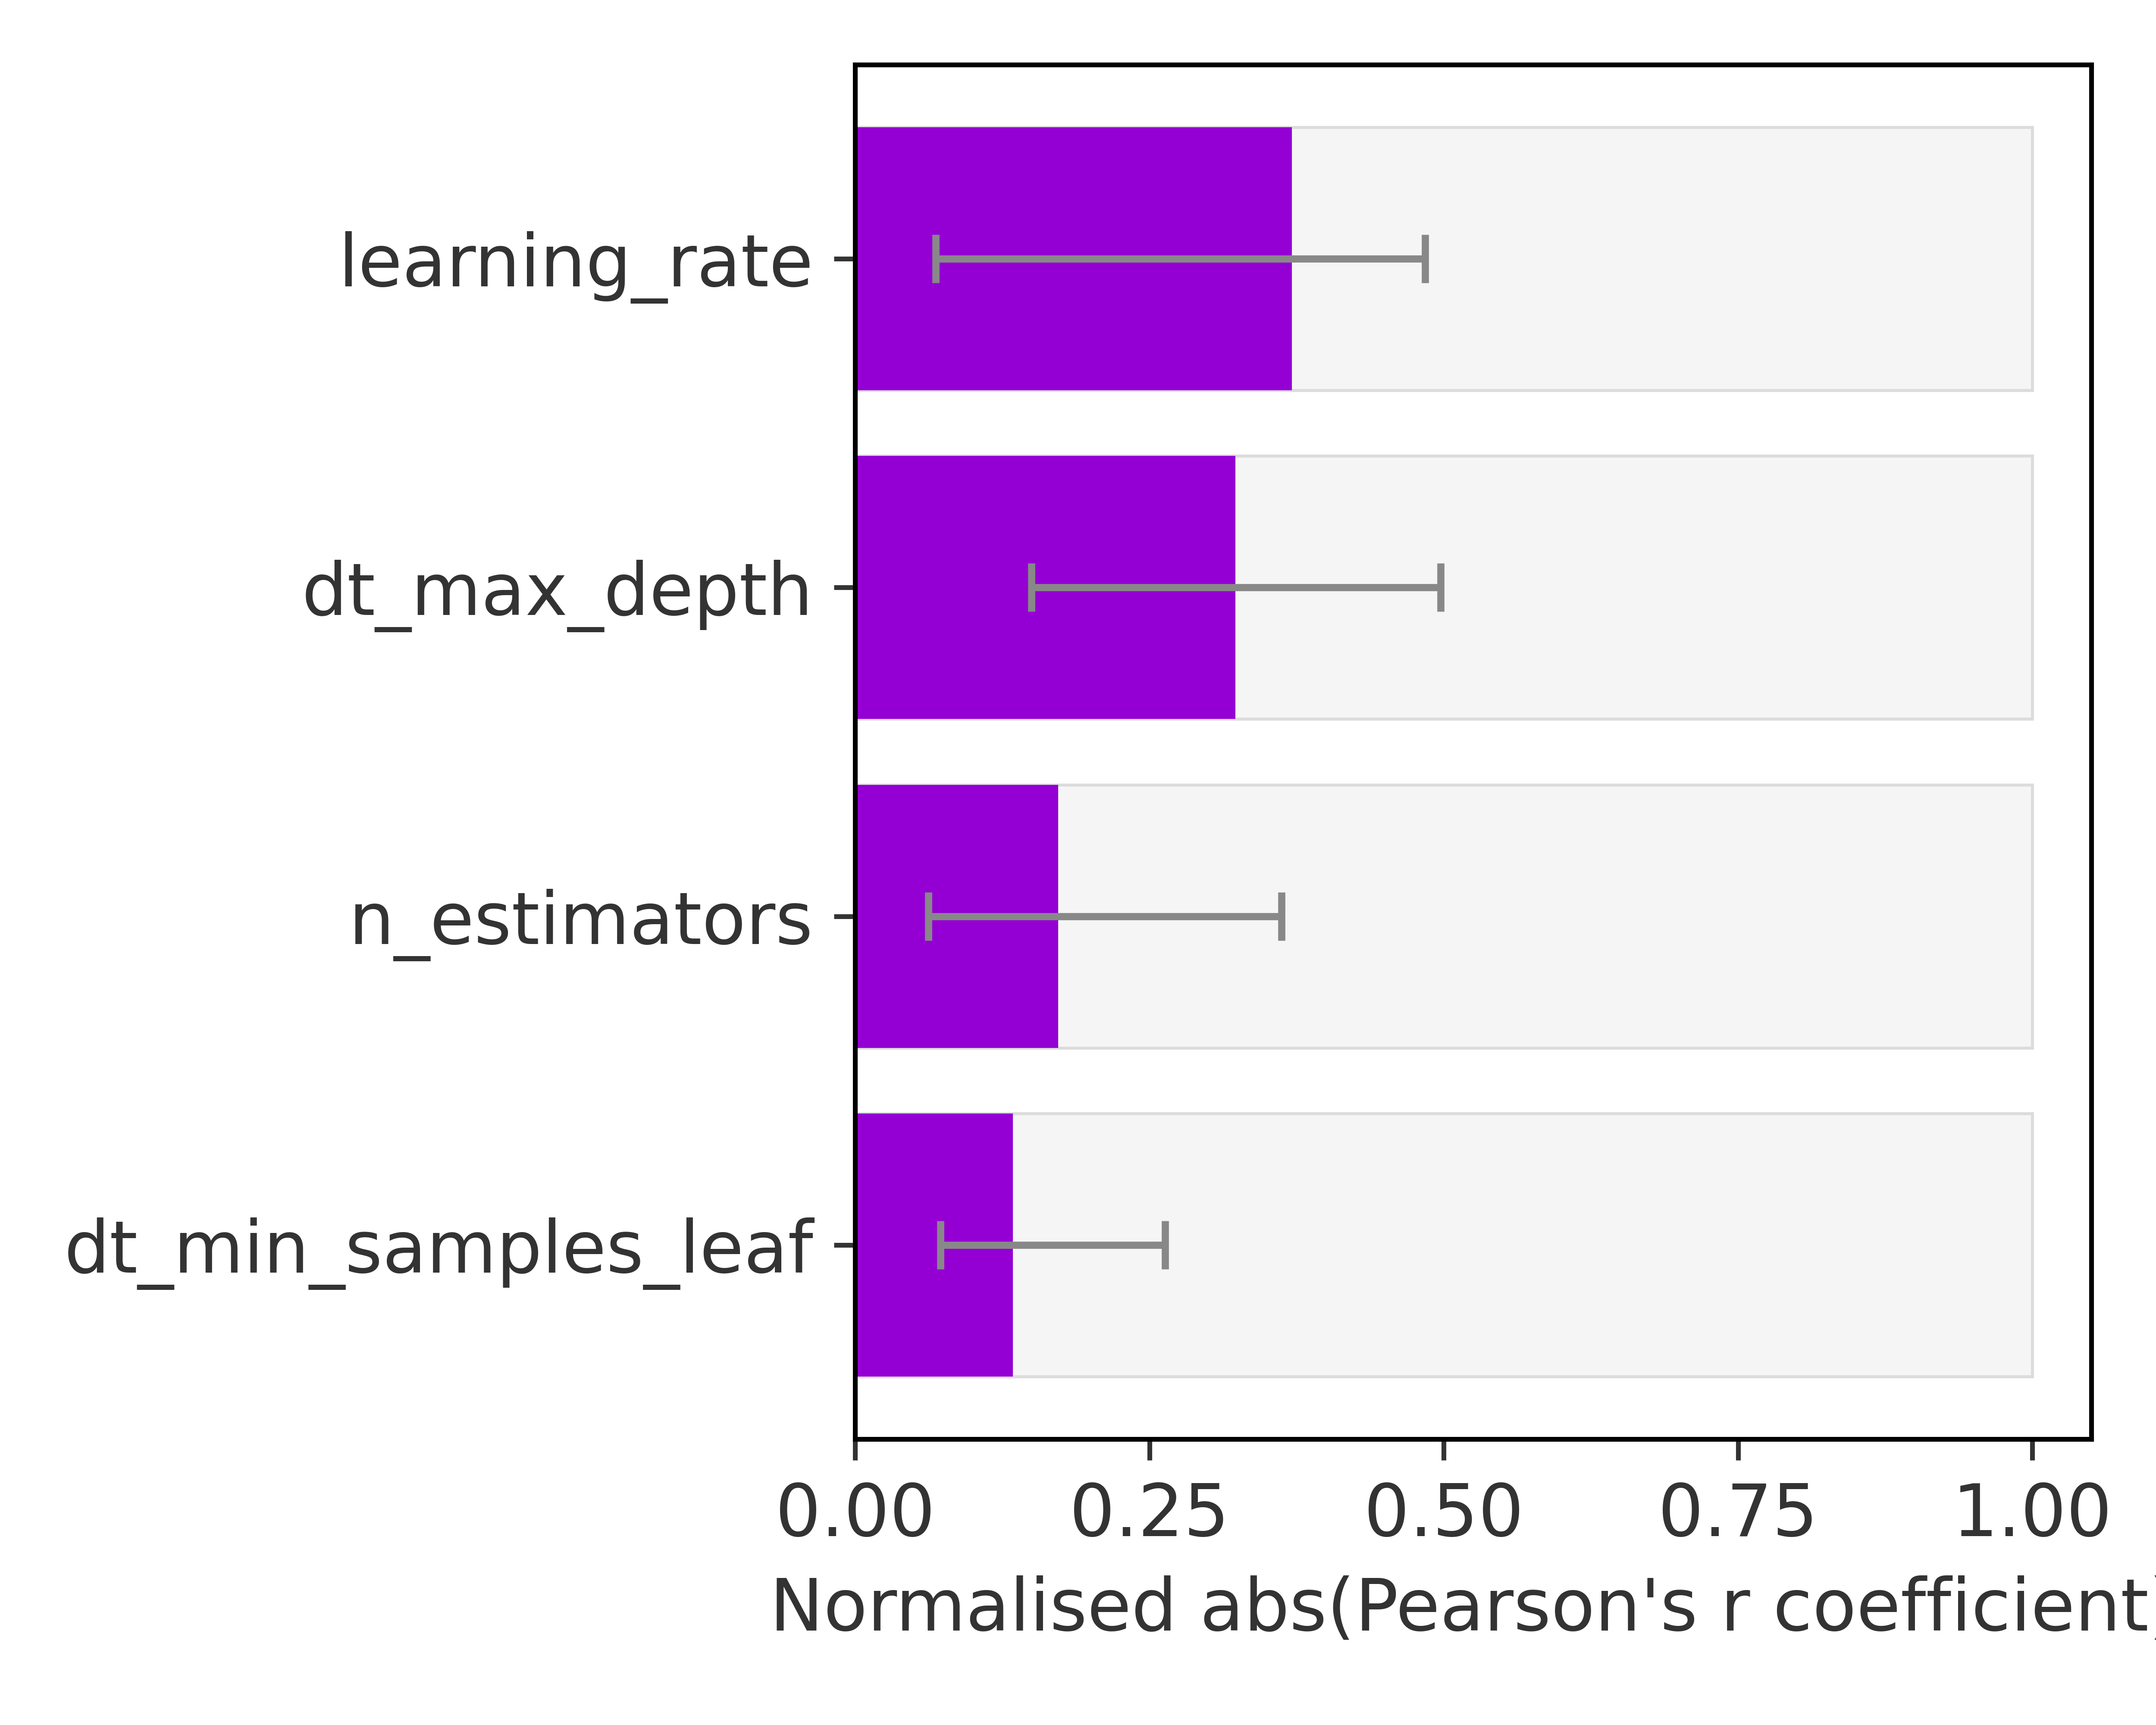 learning_rate
dt_max_depth
n_estimators
dt_min_samples_leaf
0.00 0.25 0.50 0.75 1.00
Normalised abs(Pearson's r coefficient)